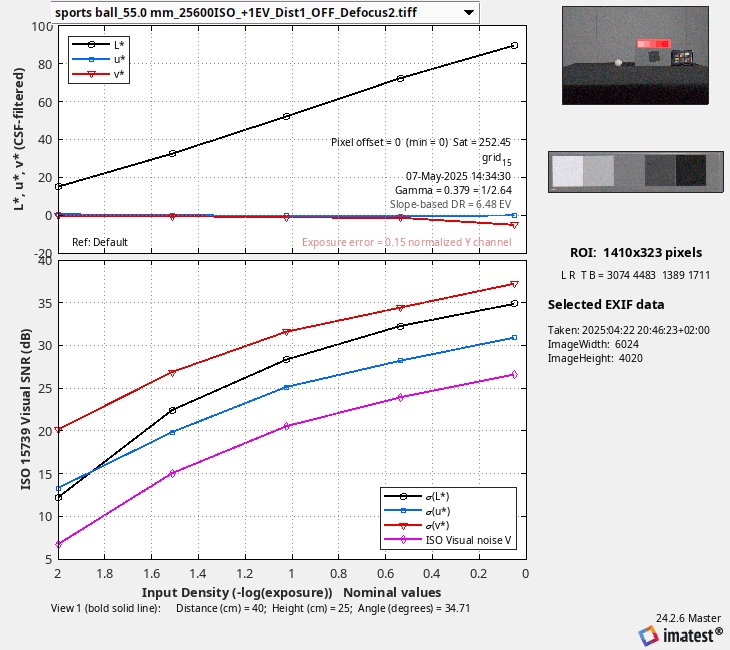 sports ball_55.0 mm_25600ISO_+1EV_Dist1_OFF_Defocus2.tiff
L*, u*, v* (CSF-filtered)
100
80
60
40
20
0
-20
L*
u*
v*
Pixel offset = 0 (min = 0) Sat = 252.45
grid15
07-May-2025 14:34:30
Gamma = 0.379 = 1/2.64
Slope-based DR = 6.48 EV
Ref: Default
Exposure error = 0.15 normalized Y channel
ISO 15739 Visual SNR (dB)
40
35
30
25
20
15
10
5
σ(L*)
σ(u*)
σ(v*)
ISO Visual noise V
2 1.8 1.6 1.4 1.2 1 0.8 0.6 0.4 0.2 0
Input Density (-log(exposure)) Nominal values
View 1 (bold solid line): Distance (cm) = 40; Height (cm) = 25; Angle (degrees) = 34.71
ROI: 1410x323 pixels
L R T B = 3074 4483 1389 1711
Selected EXIF data
Taken: 2025:04:22 20:46:23+02:00
ImageWidth: 6024
ImageHeight: 4020
24.2.6 Master
imatest®